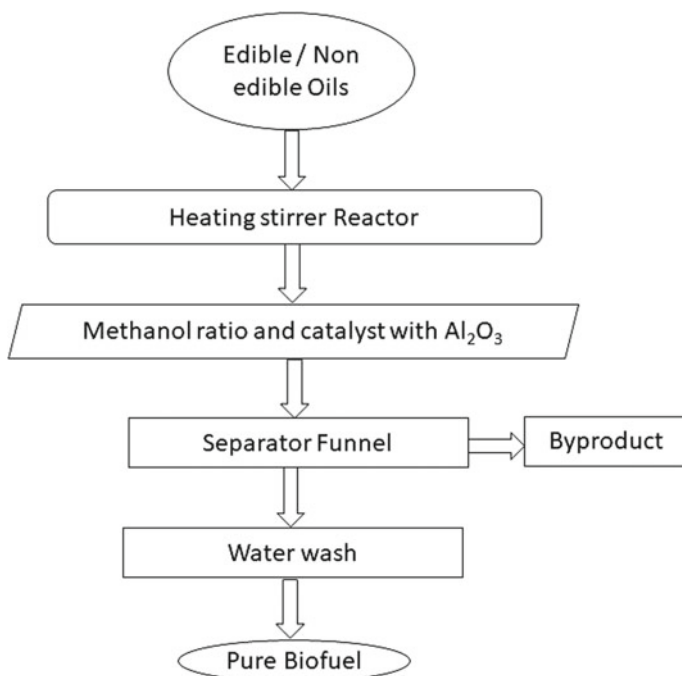 Edible / Non
edible Oils
Heating stirrer Reactor
Methanol ratio and catalyst with Al₂O₃
Separator Funnel
Byproduct
Water wash
Pure Biofuel